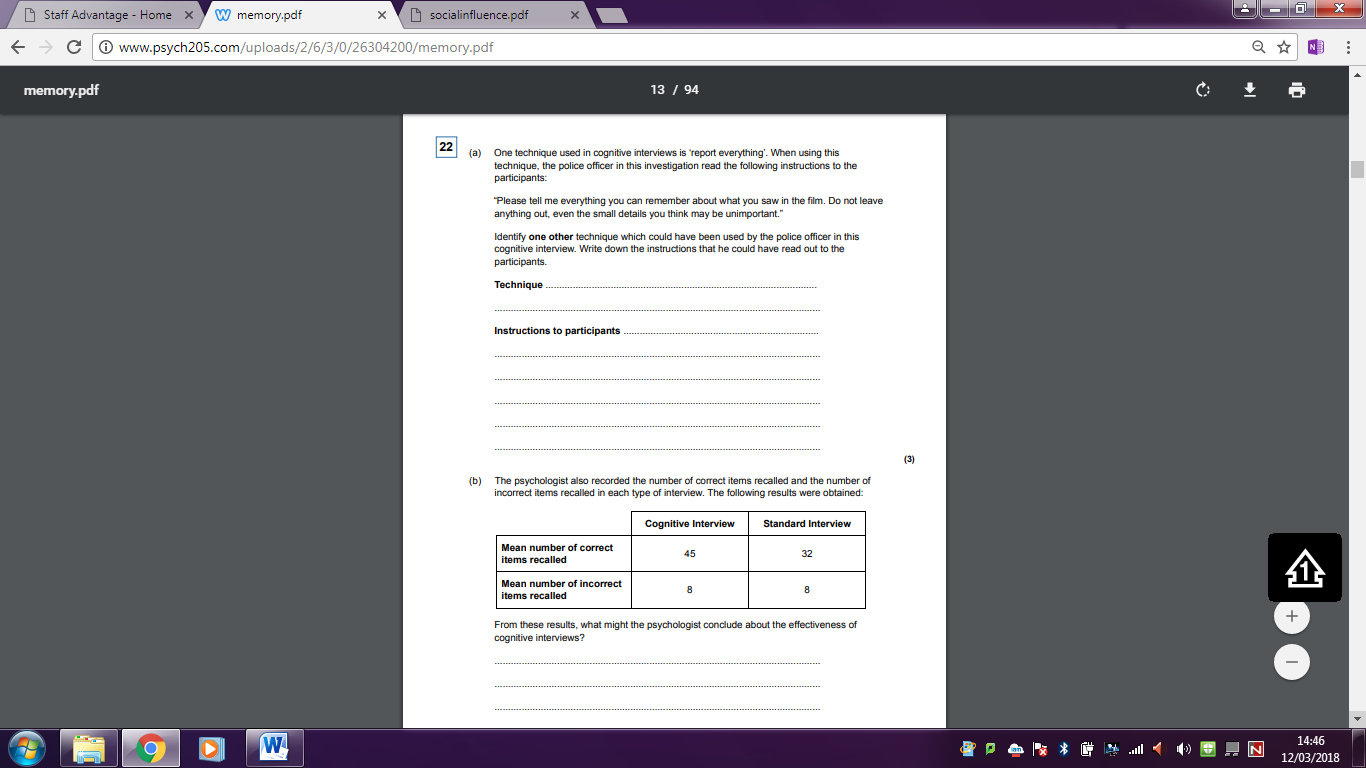 Staff Advantage - Home
memory.pdf
socialinfluence.pdf
www.psych205.com/uploads/2/6/3/0/26304200/memory.pdf
memory.pdf
13 / 94
22
(a) One technique used in cognitive interviews is ‘report everything’. When using this
technique, the police officer in this investigation read the following instructions to the
participants:
“Please tell me everything you can remember about what you saw in the film. Do not leave
anything out, even the small details you think may be unimportant.”
Identify one other technique which could have been used by the police officer in this
cognitive interview. Write down the instructions that he could have read out to the
participants.
Technique ..........................................................................................
....................................................................................................
Instructions to participants ................................................................
....................................................................................................
....................................................................................................
....................................................................................................
....................................................................................................
....................................................................................................
(3)
(b) The psychologist also recorded the number of correct items recalled and the number of
incorrect items recalled in each type of interview. The following results were obtained:
Cognitive Interview Standard Interview
Mean number of correct
items recalled
45 32
Mean number of incorrect
items recalled
8 8
From these results, what might the psychologist conclude about the effectiveness of
cognitive interviews?
....................................................................................................
....................................................................................................
....................................................................................................
1
14:46
12/03/2018